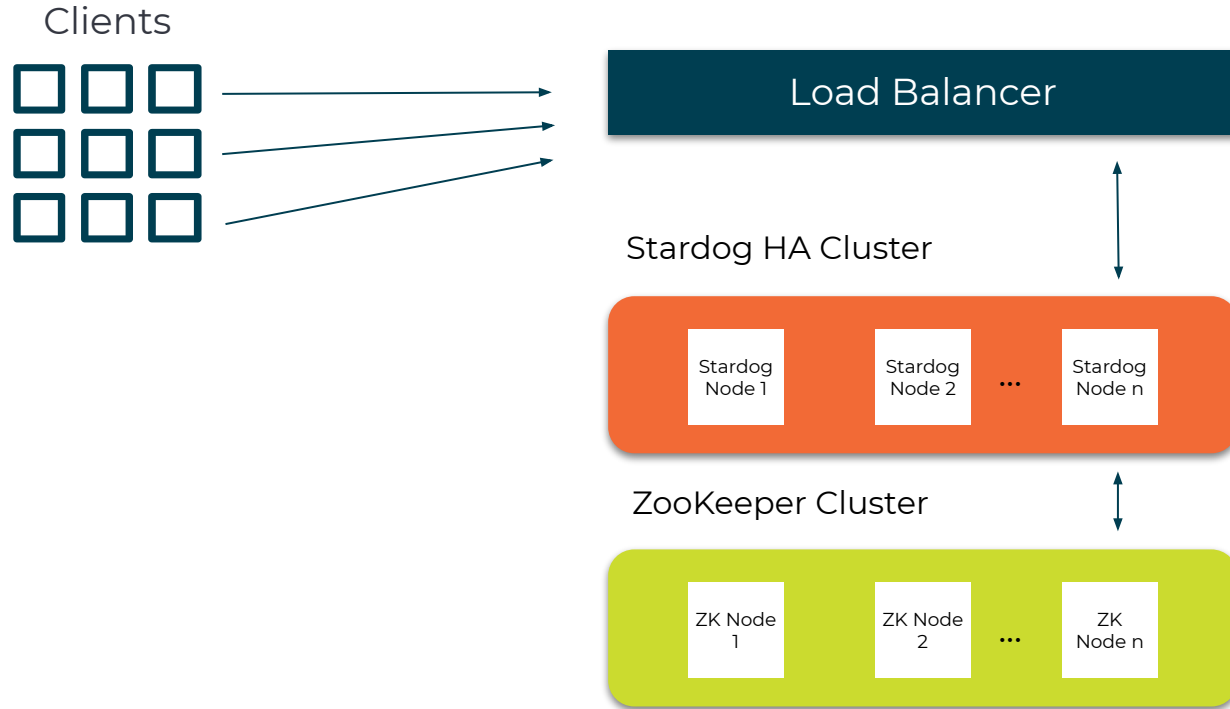 Clients
Load Balancer
Stardog HA Cluster
Stardog
Node 1
Stardog
Node 2
...
Stardog
Node n
ZooKeeper Cluster
ZK Node
1
ZK Node
2
...
ZK
Node n